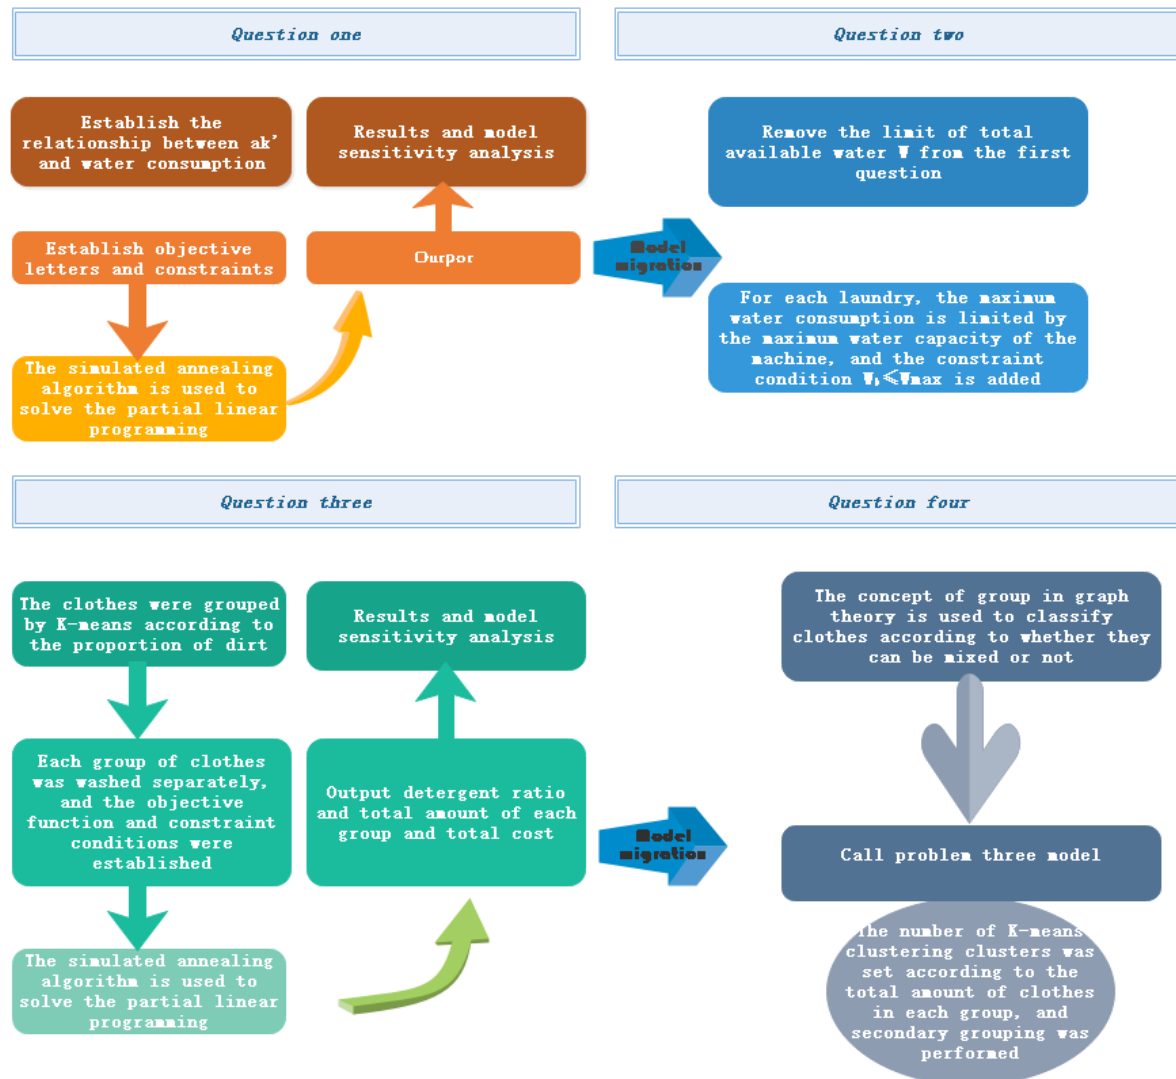 Question one
Establish the
relationship between ak'
and water consumption
Results and model
sensitivity analysis
Establish objective
letters and constraints
Ourpor
The simulated annealing
algorithm is used to
solve the partial linear
programming
Model
migration
Question two
Remove the limit of total
available water W from the first
question
For each laundry, the maximum
water consumption is limited by
the maximum water capacity of the
machine, and the constraint
condition Wₖ≤Wmax is added
Question three
The clothes were grouped
by K-means according to
the proportion of dirt
Results and model
sensitivity analysis
Each group of clothes
was washed separately,
and the objective
function and constraint
conditions were
established
Output detergent ratio
and total amount of each
group and total cost
The simulated annealing
algorithm is used to
solve the partial linear
programming
Model
migration
Question four
The concept of group in graph
theory is used to classify
clothes according to whether they
can be mixed or not
Call problem three model
The number of K-means
clustering clusters was
set according to the
total amount of clothes
in each group, and
secondary grouping was
performed